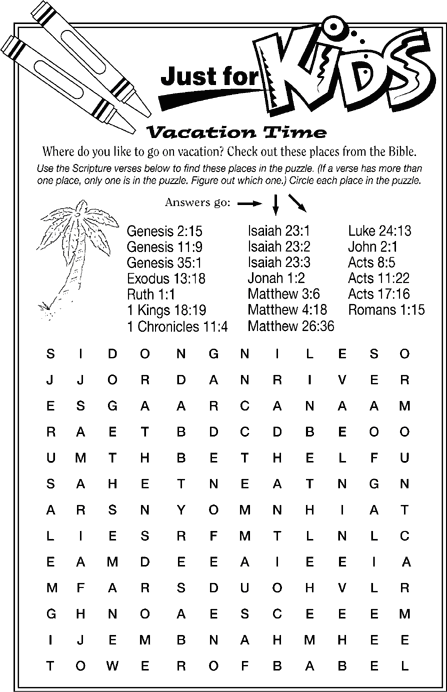 Just for KiDS
Vacation Time
Where do you like to go on vacation? Check out these places from the Bible.
Use the Scripture verses below to find these places in the puzzle. (If a verse has more than
one place, only one is in the puzzle. Figure out which one.) Circle each place in the puzzle.
Answers go:
Genesis 2:15
Genesis 11:9
Genesis 35:1
Exodus 13:18
Ruth 1:1
1 Kings 18:19
1 Chronicles 11:4
Isaiah 23:1
Isaiah 23:2
Isaiah 23:3
Jonah 1:2
Matthew 3:6
Matthew 4:18
Matthew 26:36
Luke 24:13
John 2:1
Acts 8:5
Acts 11:22
Acts 17:16
Romans 1:15
S I D O N G N I L E S O
J J O R D A N R I V E R
E S G A A R C A N A A M
R A E T B D C D B E O O
U M T H B E T H E L F U
S A H E T N E A T N G N
A R S N Y O M N H I A T
L I E S R F M T L N L C
E A M D E E A I E E I A
M F A R S D U O H V L R
G H N O A E S C E E E M
I J E M B N A H M H E E
T O W E R O F B A B E L